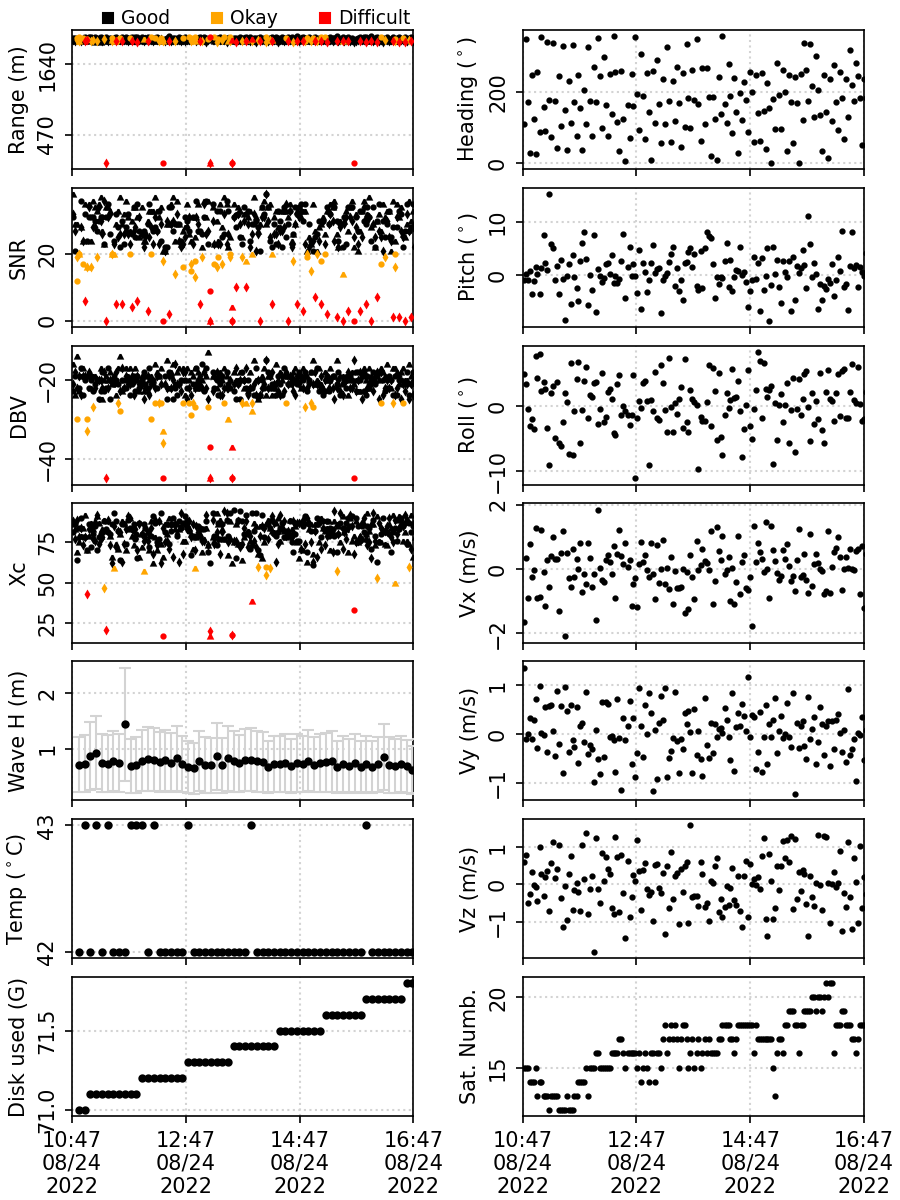 Good Okay Difficult
Range (m)
1640
470
Heading (°)
200
0
SNR
20
0
Pitch (°)
10
0
DBV
−20
−40
Roll (°)
0
−10
Xc
75
50
25
Vx (m/s)
2
0
−2
Wave H (m)
2
1
Vy (m/s)
1
0
−1
Temp (°C)
43
42
Vz (m/s)
1
0
−1
Disk used (G)
71.5
71.0
Sat. Numb.
20
15
10:47 12:47 14:47 16:47
08/24 08/24 08/24 08/24
2022 2022 2022 2022
10:47 12:47 14:47 16:47
08/24 08/24 08/24 08/24
2022 2022 2022 2022